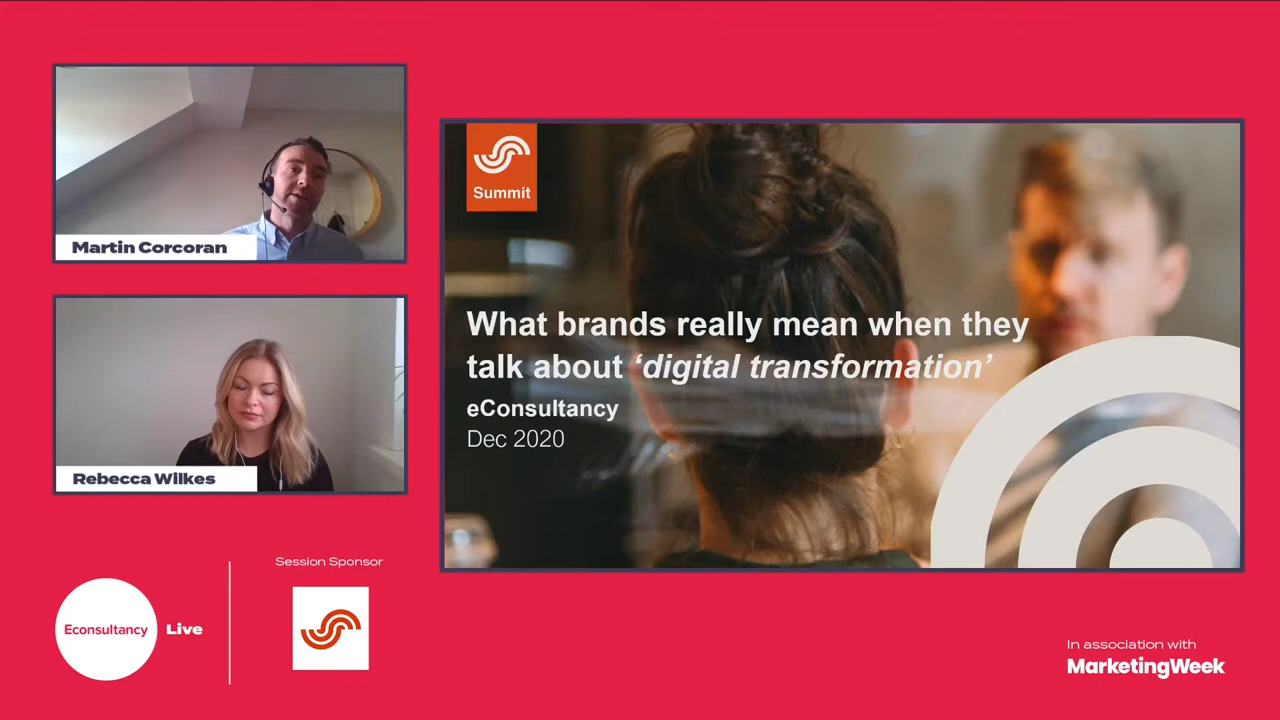 Martin Corcoran
Rebecca Wilkes
Summit
What brands really mean when they
talk about ‘digital transformation’
eConsultancy
Dec 2020
Session Sponsor
Econsultancy Live
In association with
MarketingWeek